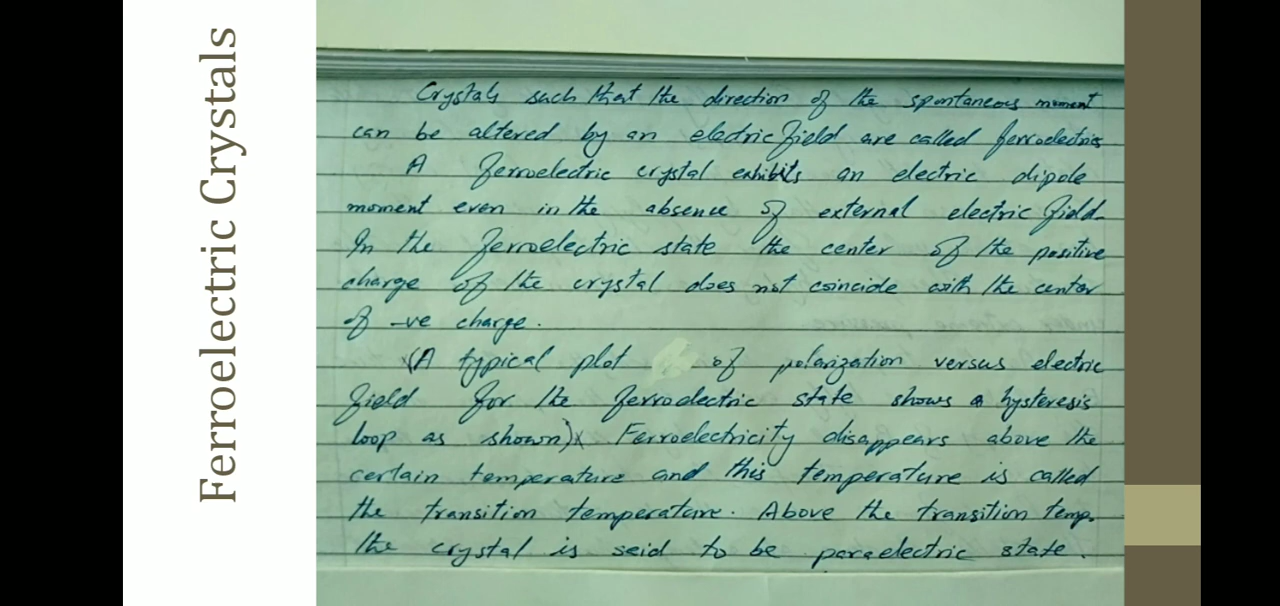 Ferroelectric Crystals
Crystals such that the direction of the spontaneous moment
can be altered by an electric field are called ferroelectrics
A ferroelectric crystal exhibits an electric dipole
moment even in the absence of external electric field.
In the ferroelectric state the center of the positive
charge of the crystal does not coincide with the center
of -ve charge.
(A typical plot of polarization versus electric
field for the ferroelectric state shows a hysteresis
loop as shown)x Ferroelectricity disappears above the
certain temperature and this temperature is called
the transition temperature. Above the transition temp.
the crystal is said to be paraelectric state.